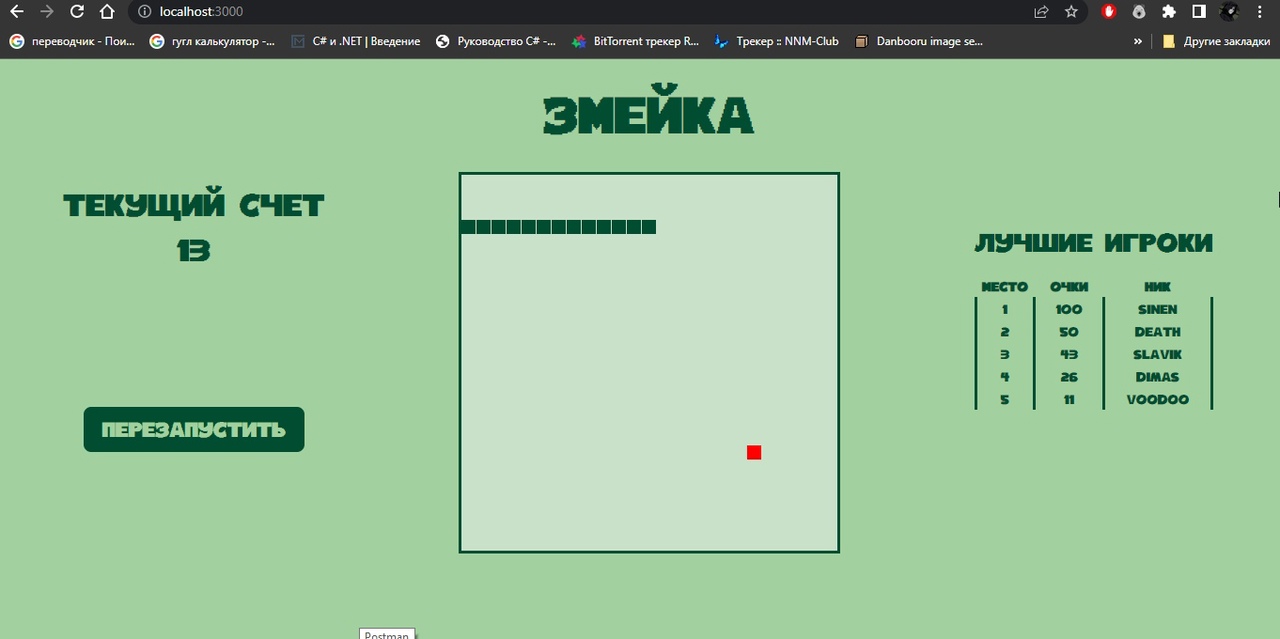 localhost:3000
переводчик - Пои...
гугл калькулятор -...
C# и .NET | Введение
Руководство C# -...
BitTorrent трекер R...
Трекер :: NNM-Club
Danbooru image se...
»
Другие закладки
ЗМЕЙКА
ТЕКУЩИЙ СЧЕТ
13
ПЕРЕЗАПУСТИТЬ
ЛУЧШИЕ ИГРОКИ
МЕСТО ОЧКИ НИК
1 100 SINEN
2 50 DEATH
3 43 SLAVIK
4 26 DIMAS
5 11 VOODOO
Postman